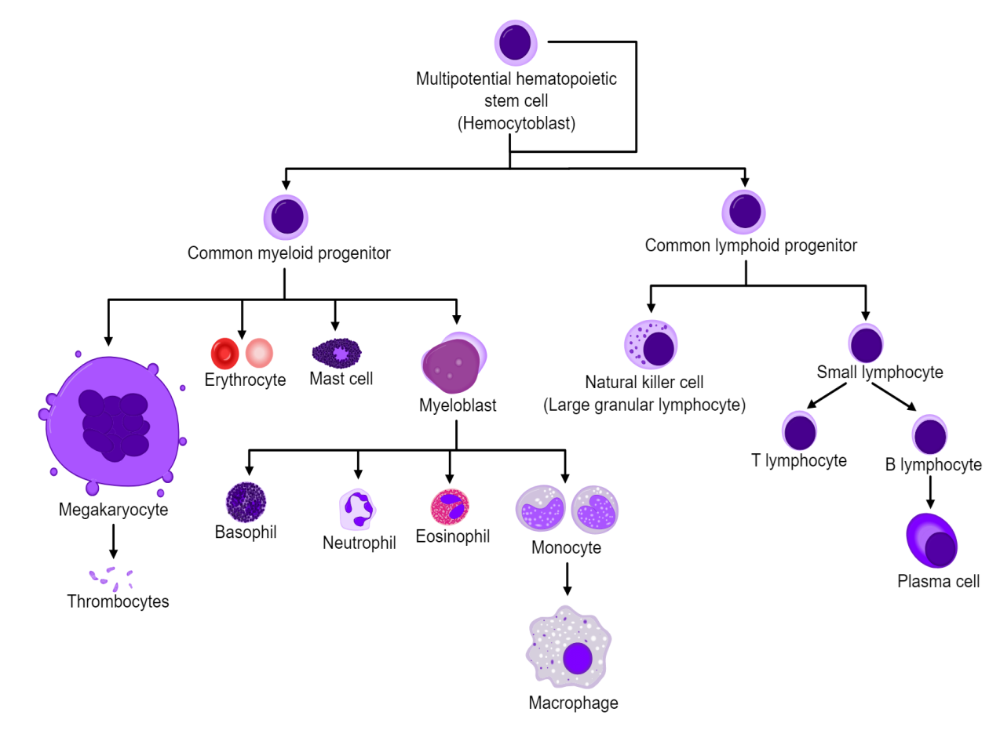 Multipotential hematopoietic
stem cell
(Hemocytoblast)
Common myeloid progenitor
Common lymphoid progenitor
Erythrocyte
Mast cell
Myeloblast
Natural killer cell
(Large granular lymphocyte)
Small lymphocyte
T lymphocyte
B lymphocyte
Megakaryocyte
Basophil
Neutrophil
Eosinophil
Monocyte
Plasma cell
Thrombocytes
Macrophage